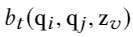 b_t(q_i, q_j, z_v)